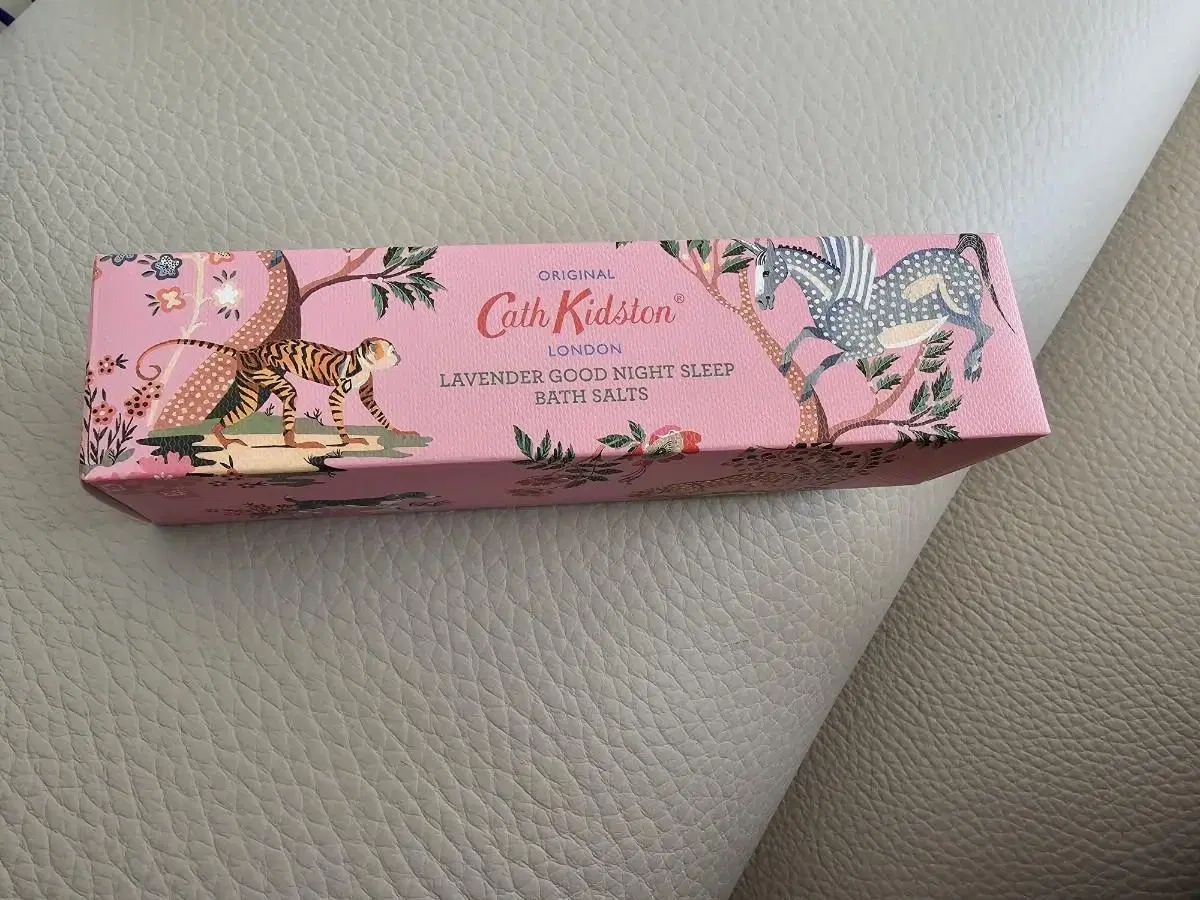 ORIGINAL
Cath Kidston®
LONDON
LAVENDER GOOD NIGHT SLEEP
BATH SALTS